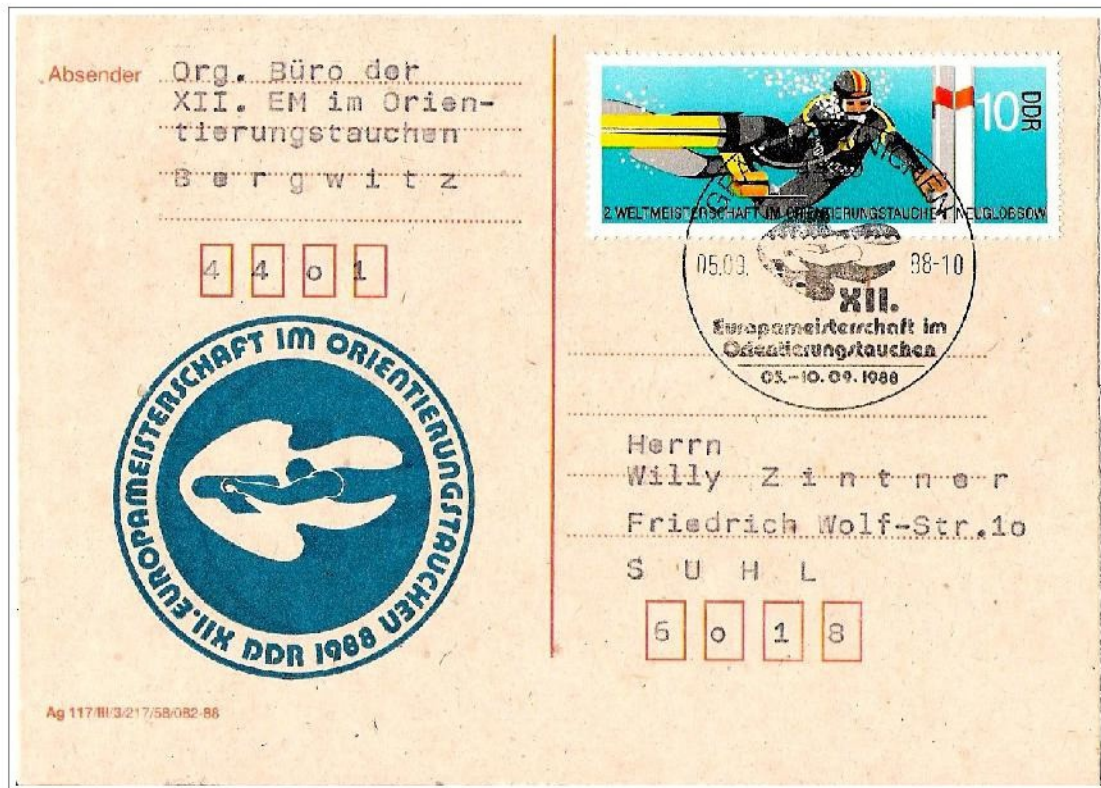 Absender Org. Büro der
XII. EM im Orien-
tierungstauchen
B e r g w i t z
4 4 o 1
10 DDR
2. WELTMEISTERSCHAFT IM ORIENTIERUNGSTAUCHEN NEUGLOBSOW
05.09. 88-10
XII.
Europameisterschaft im
Orientierungstauchen
05.-10.09.1988
XII. EUROPAMEISTERSCHAFT IM ORIENTIERUNGSTAUCHEN
DDR 1988
Herrn
Willy Z i n t n e r
Friedrich Wolf-Str.1o
S U H L
6 o 1 8
Ag 117/III/3/217/58/082-88